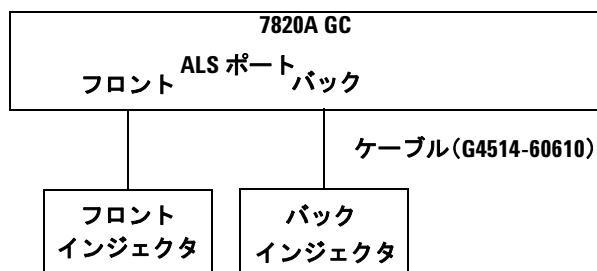 7820A GC
ALS ポート
フロント
バック
ケーブル（G4514-60610）
フロント
インジェクタ
バック
インジェクタ